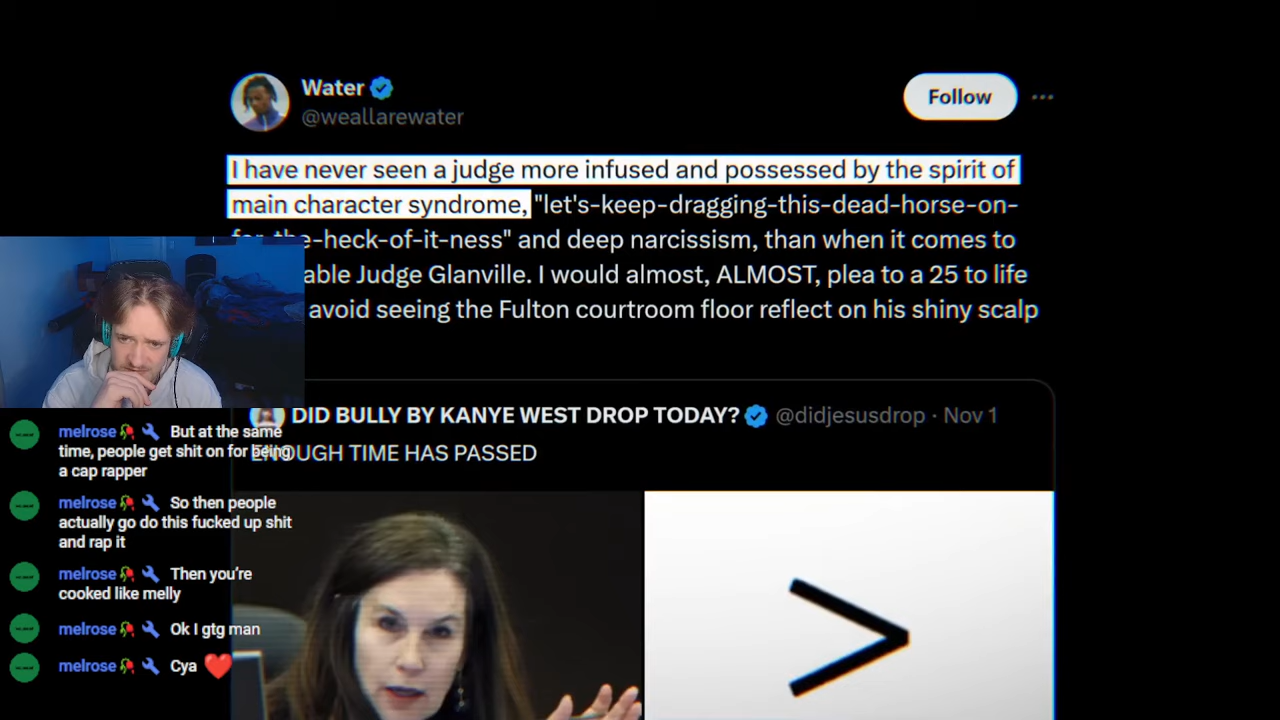 Water
@weallarewater
Follow
I have never seen a judge more infused and possessed by the spirit of
main character syndrome, "let's-keep-dragging-this-dead-horse-on-
the-heck-of-it-ness" and deep narcissism, than when it comes to
able Judge Glanville. I would almost, ALMOST, plea to a 25 to life
avoid seeing the Fulton courtroom floor reflect on his shiny scalp
DID BULLY BY KANYE WEST DROP TODAY? @didjesusdrop · Nov 1
ENOUGH TIME HAS PASSED
>
melrose🥀 🔧 But at the same
time, people get shit on for being
a cap rapper
melrose🥀 🔧 So then people
actually go do this fucked up shit
and rap it
melrose🥀 🔧 Then you're
cooked like melly
melrose🥀 🔧 Ok I gtg man
melrose🥀 🔧 Cya ❤️